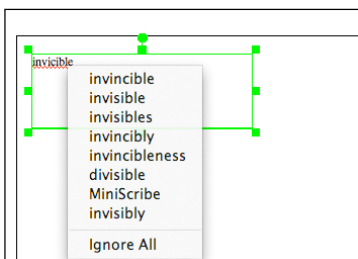 invicible
invincible
invisible
invisibles
invincibly
invincibleness
divisible
MiniScribe
invisibly
Ignore All